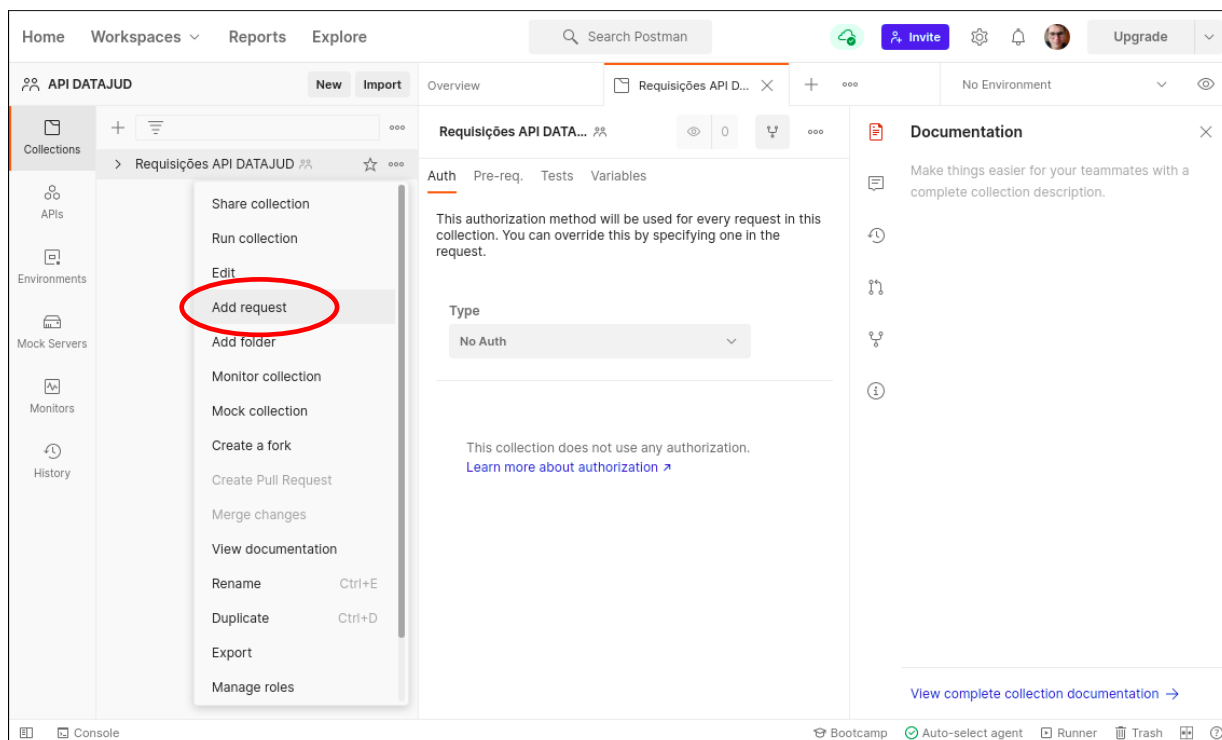 Home Workspaces Reports Explore Search Postman Invite Upgrade
API DATAJUD New Import Overview Requisições API D... No Environment
Collections
APIs
Environments
Mock Servers
Monitors
History
Requisições API DATAJUD
Share collection
Run collection
Edit
Add request
Add folder
Monitor collection
Mock collection
Create a fork
Create Pull Request
Merge changes
View documentation
Rename Ctrl+E
Duplicate Ctrl+D
Export
Manage roles
Requisições API DATA... 0
Auth Pre-req. Tests Variables
This authorization method will be used for every request in this
collection. You can override this by specifying one in the
request.
Type
No Auth
This collection does not use any authorization.
Learn more about authorization ↗
Documentation
Make things easier for your teammates with a
complete collection description.
View complete collection documentation →
Console Bootcamp Auto-select agent Runner Trash